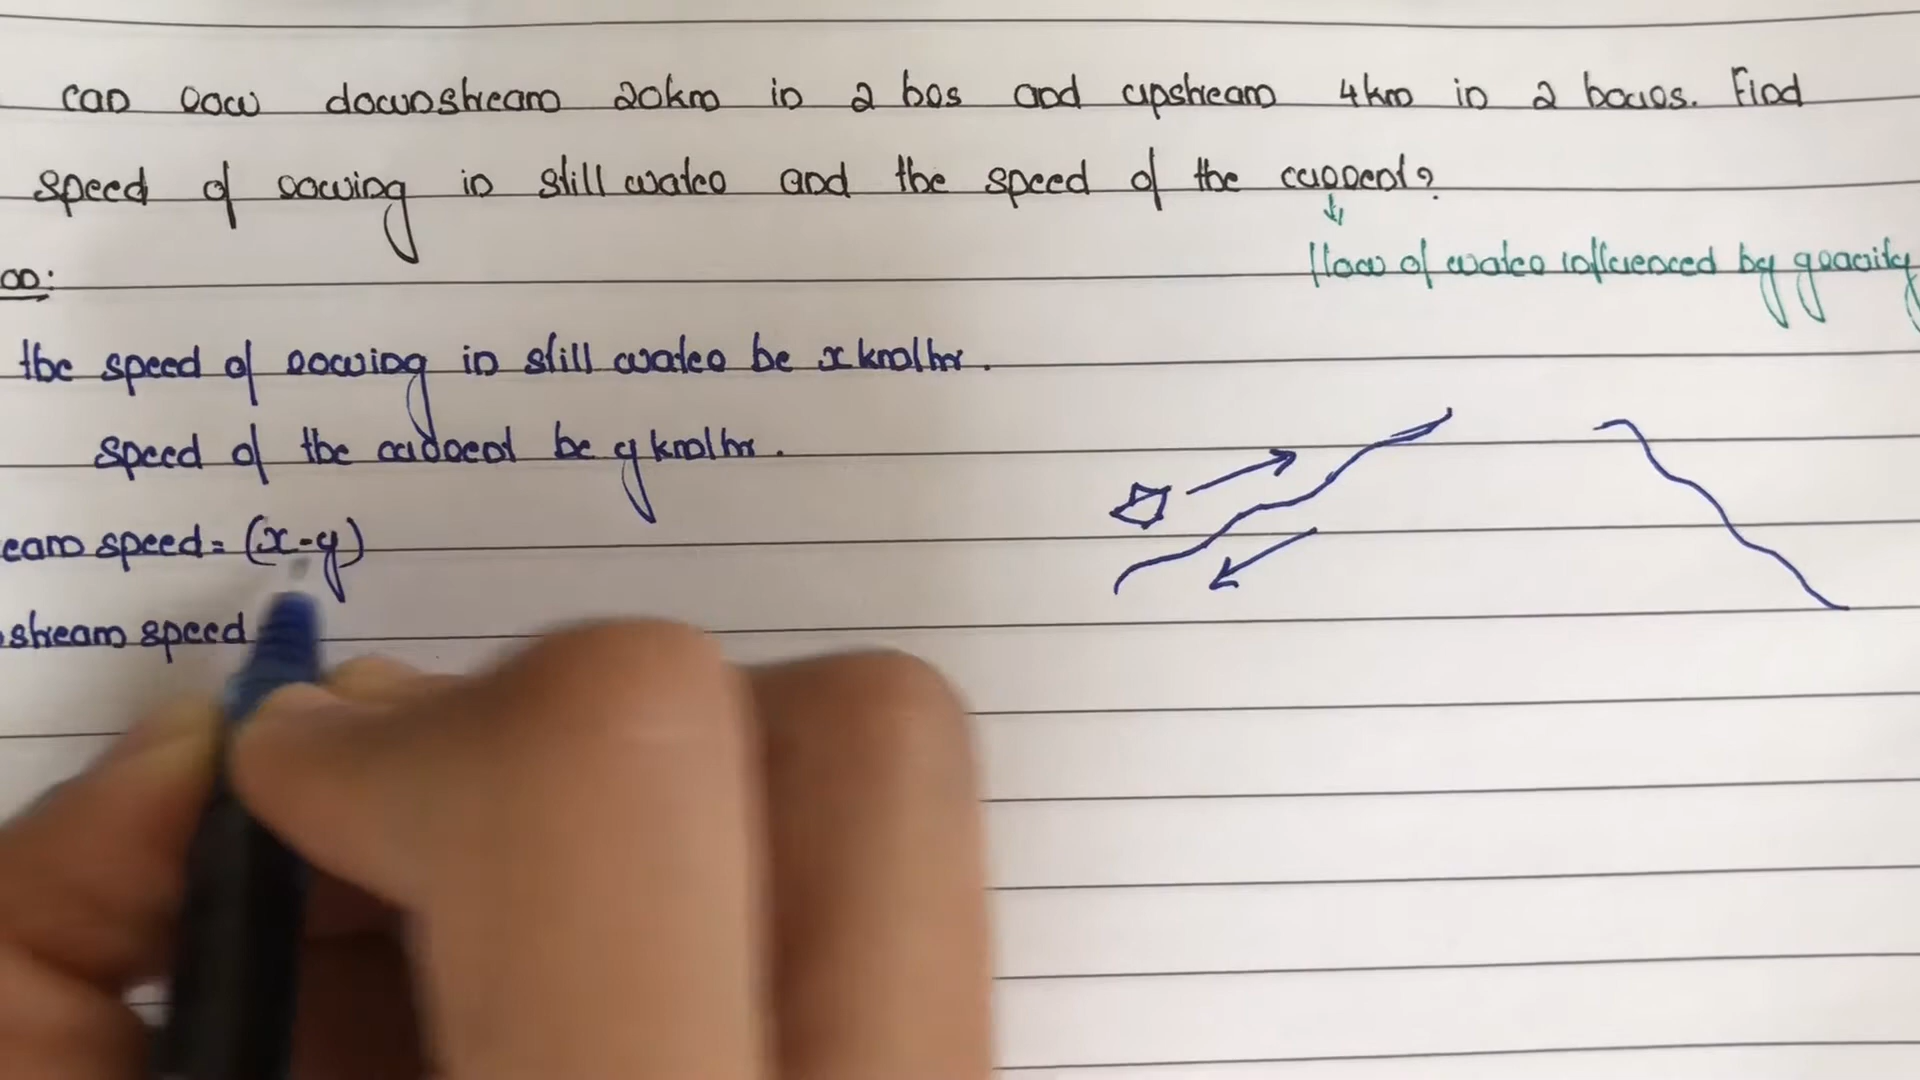 can row downstream 20km in 2 hrs and upstream 4km in 2 hours. Find
speed of rowing in still water and the speed of the current?
flow of water influenced by gravity
on:
the speed of rowing in still water be x km/hr.
speed of the current be y km/hr.
eam speed = (x-y)
stream speed